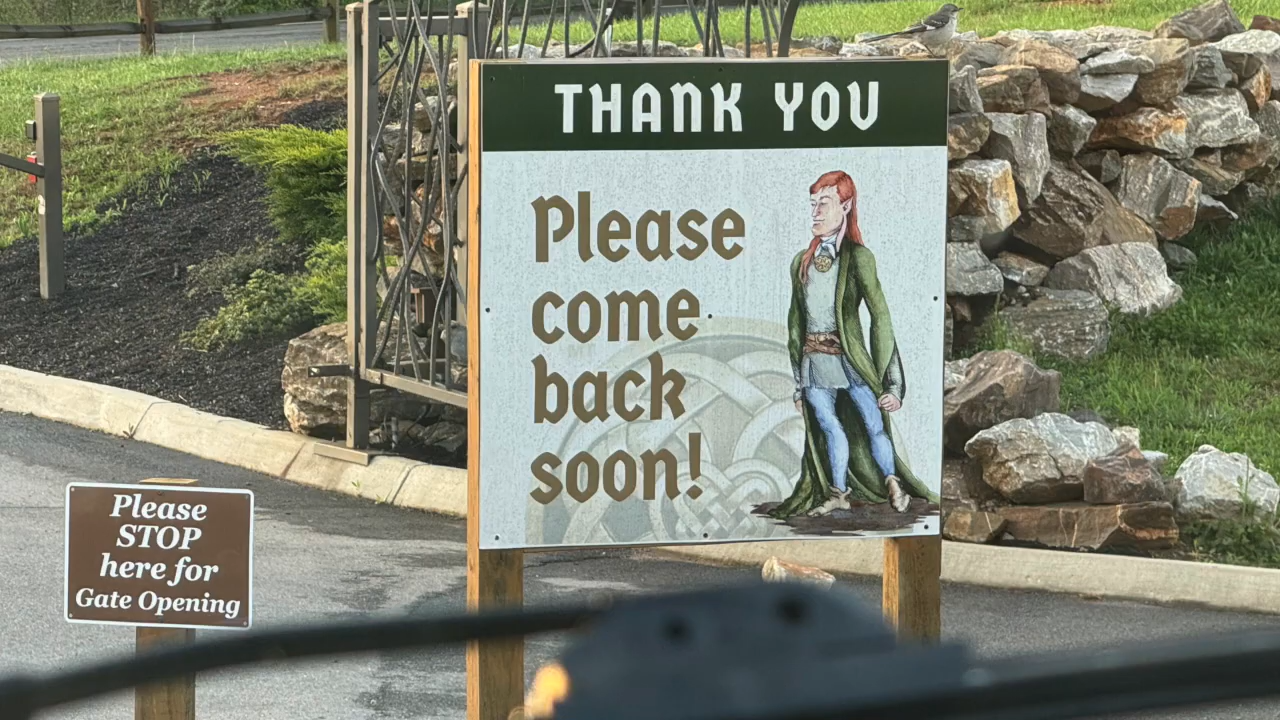 THANK YOU
Please
come
back
soon!
Please
STOP
here for
Gate Opening